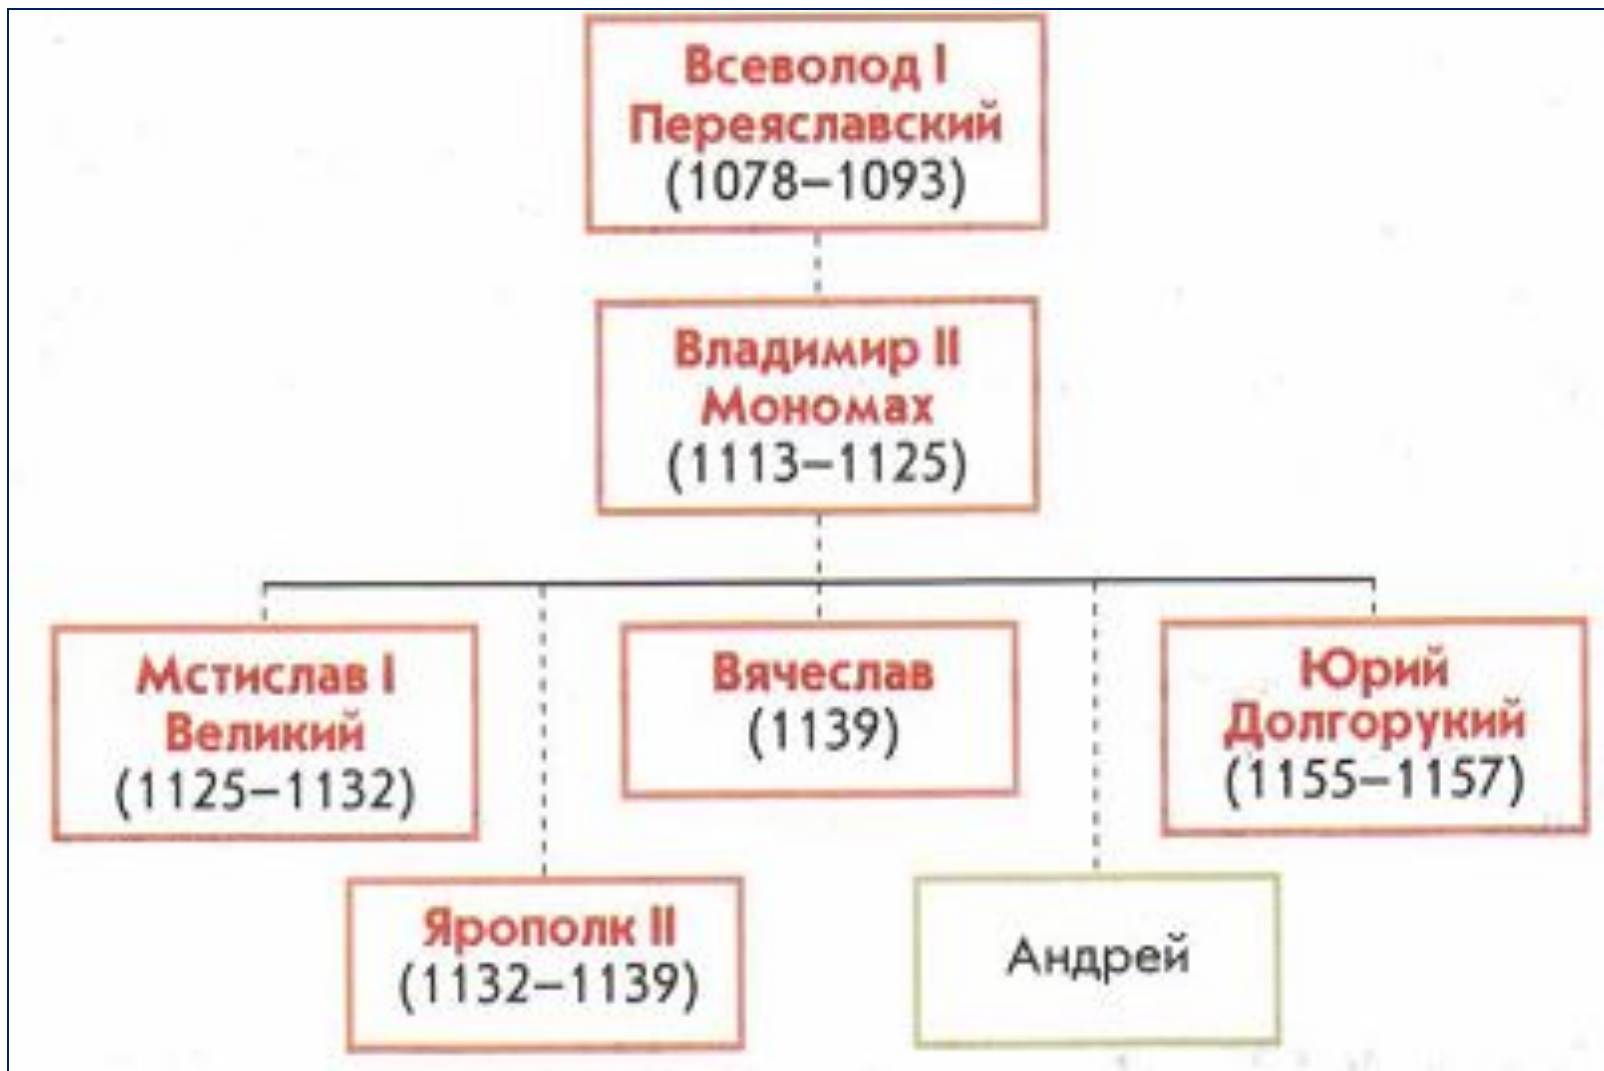 Всеволод I
Переяславский
(1078–1093)
Владимир II
Мономах
(1113–1125)
Мстислав I
Великий
(1125–1132)
Вячеслав
(1139)
Юрий
Долгорукий
(1155–1157)
Ярополк II
(1132–1139)
Андрей